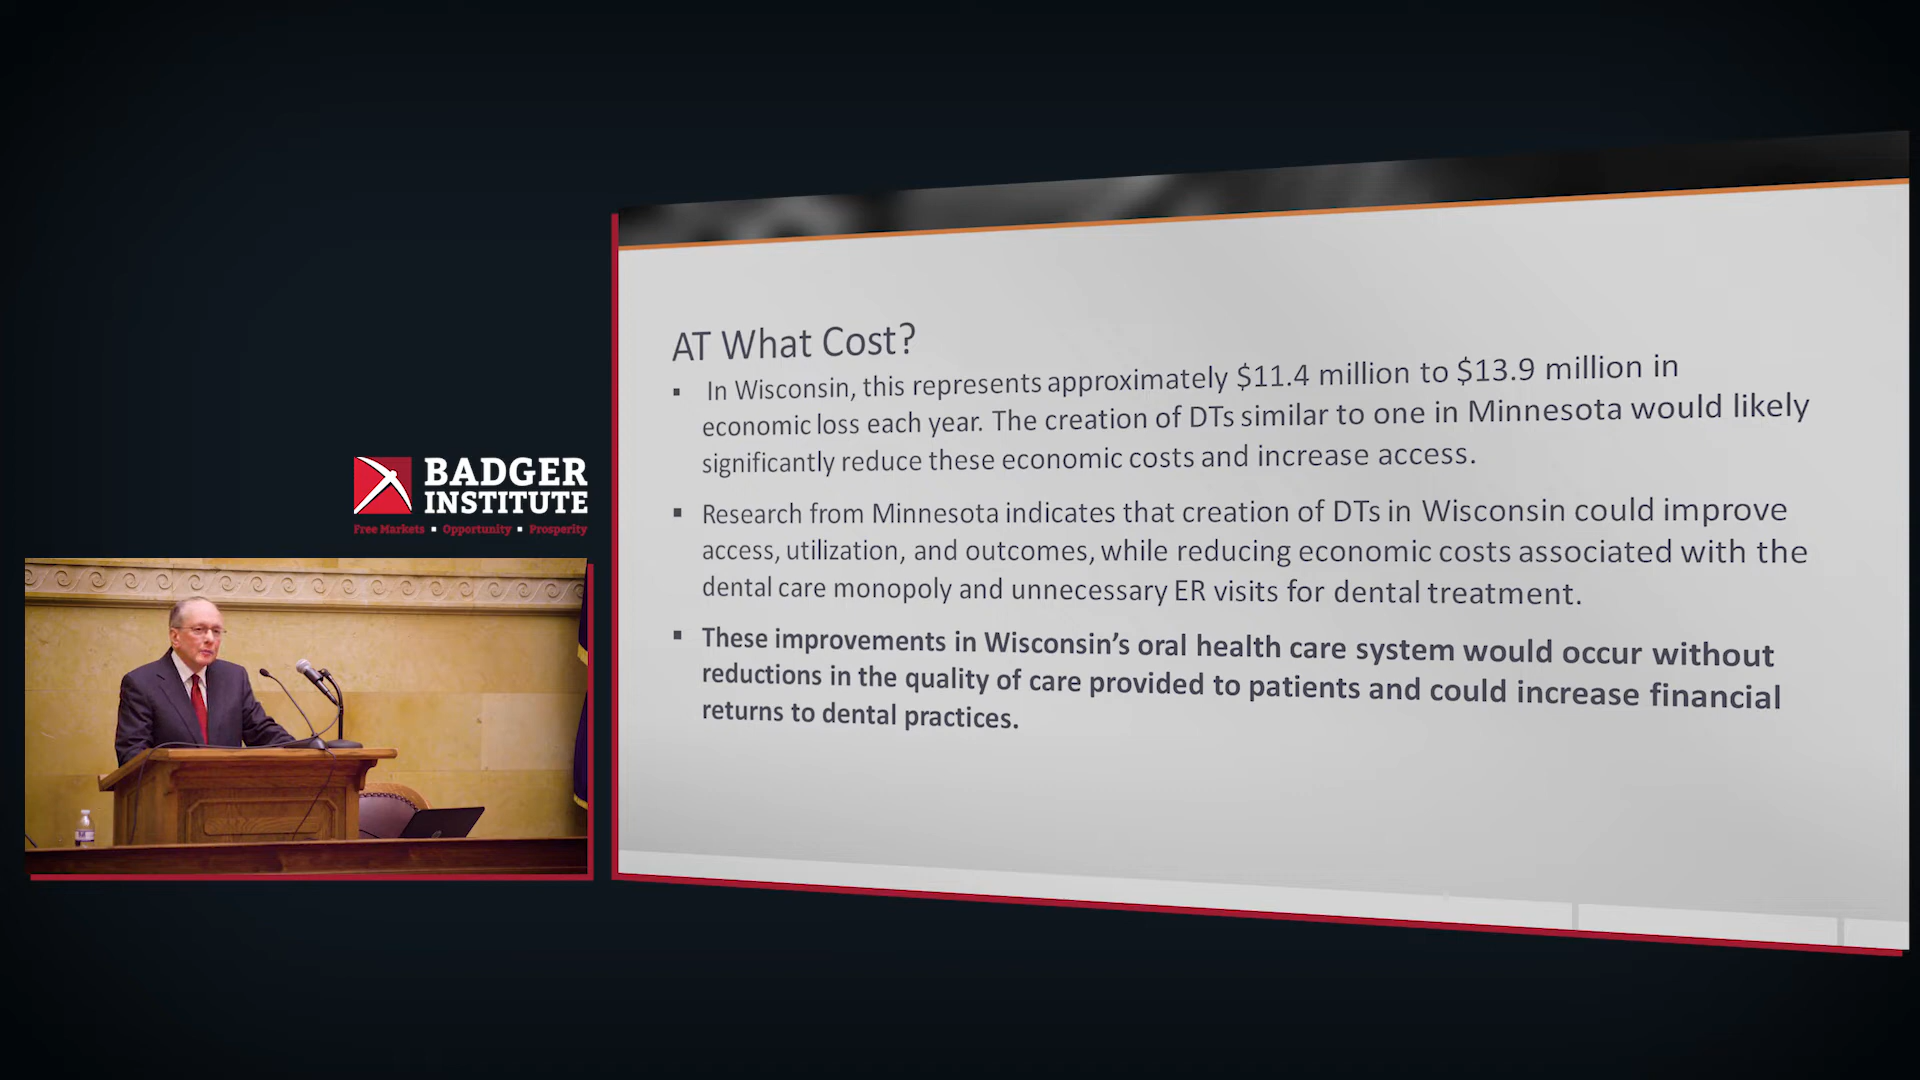 BADGER
INSTITUTE
Free Markets ▪ Opportunity ▪ Prosperity
AT What Cost?
▪ In Wisconsin, this represents approximately $11.4 million to $13.9 million in
economic loss each year. The creation of DTs similar to one in Minnesota would likely
significantly reduce these economic costs and increase access.
▪ Research from Minnesota indicates that creation of DTs in Wisconsin could improve
access, utilization, and outcomes, while reducing economic costs associated with the
dental care monopoly and unnecessary ER visits for dental treatment.
▪ These improvements in Wisconsin’s oral health care system would occur without
reductions in the quality of care provided to patients and could increase financial
returns to dental practices.